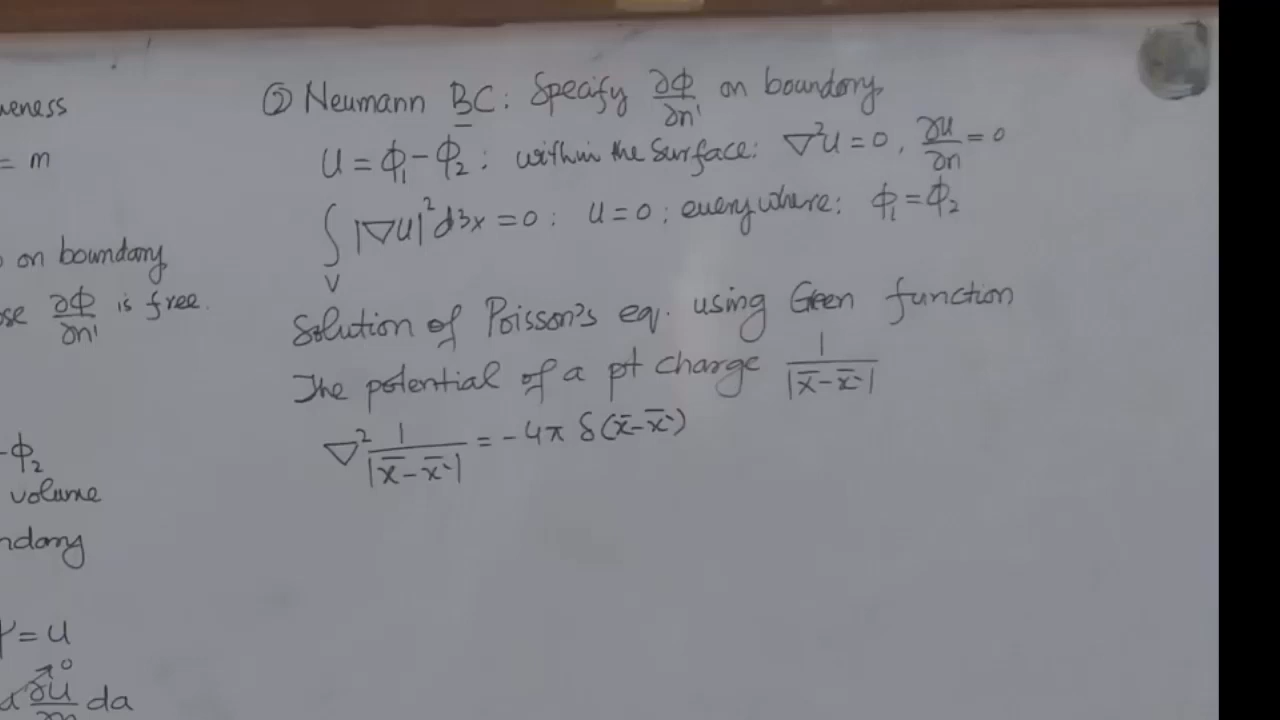 eness
= m
on boundary
ose ∂Φ/∂n' is free.
-Φ₂
volume
ndary
= U
∂U da
② Neumann BC: Specify ∂Φ/∂n' on boundary
U = Φ₁ - Φ₂ : within the surface: ∇²U = 0, ∂U/∂n = 0
∫_V |∇U|² d3x = 0 : U = 0 ; everywhere: Φ₁ = Φ₂
Solution of Poisson's eq. using Green function
The potential of a pt charge 1/|x̄-x̄'|
∇² 1/|x̄-x̄'| = -4π δ(x̄-x̄')